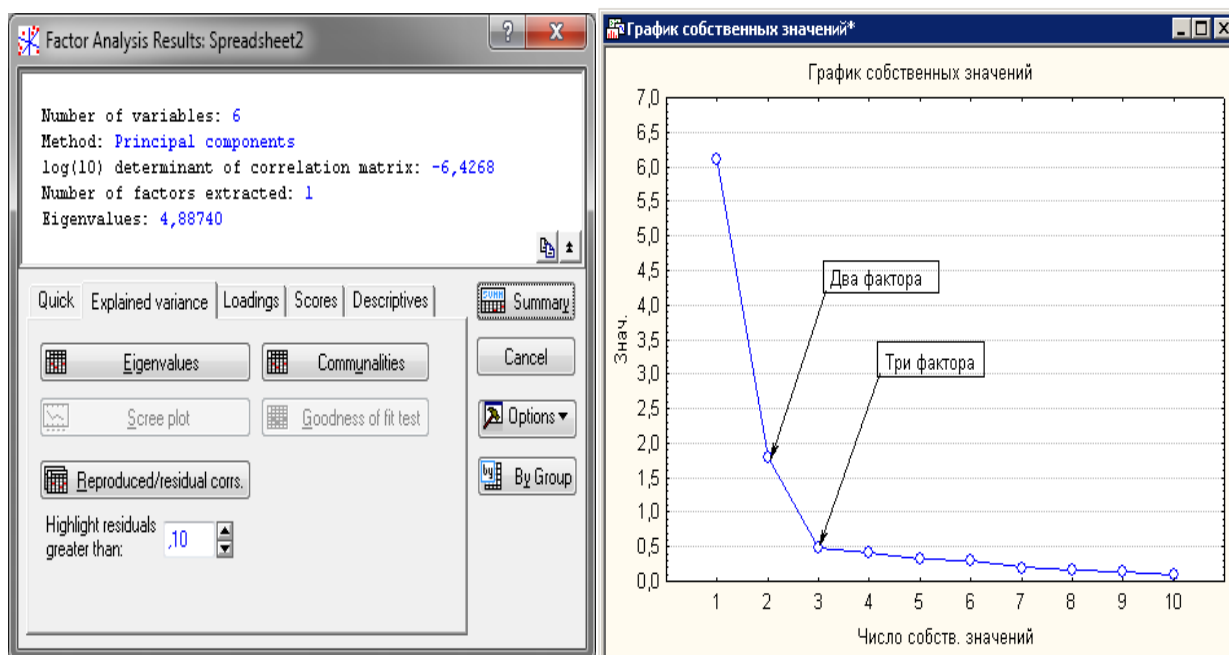 Factor Analysis Results: Spreadsheet2
Number of variables: 6
Method: Principal components
log(10) determinant of correlation matrix: -6,4268
Number of factors extracted: 1
Eigenvalues: 4,88740
Quick Explained variance Loadings Scores Descriptives
Summary
Eigenvalues Communalities
Cancel
Scree plot Goodness of fit test
Options
Reproduced/residual corrs.
By Group
Highlight residuals
greater than: ,10
График собственных значений*
График собственных значений
7,0
6,5
6,0
5,5
5,0
4,5
4,0
3,5
3,0
2,5
2,0
1,5
1,0
0,5
0,0
Знач.
Два фактора
Три фактора
1 2 3 4 5 6 7 8 9 10
Число собств. значений